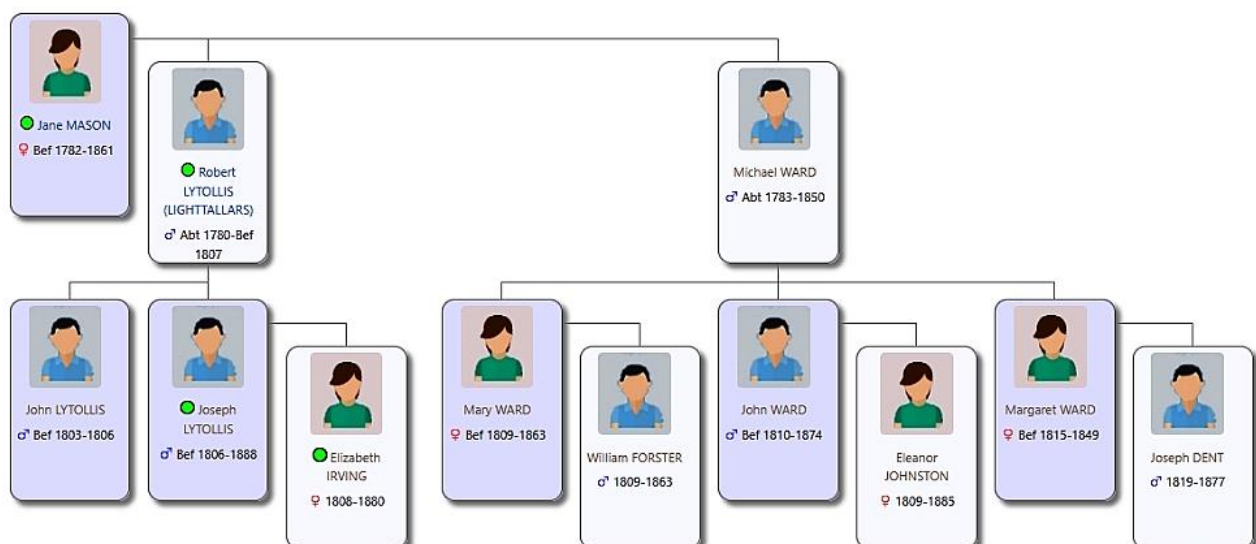 Jane MASON
♀ Bef 1782-1861
Robert
LYTOLLIS
(LIGHTTALLARS)
♂ Abt 1780-Bef
1807
Michael WARD
♂ Abt 1783-1850
John LYTOLLIS
♂ Bef 1803-1806
Joseph
LYTOLLIS
♂ Bef 1806-1888
Elizabeth
IRVING
♀ 1808-1880
Mary WARD
♀ Bef 1809-1863
William FORSTER
♂ 1809-1863
John WARD
♂ Bef 1810-1874
Eleanor
JOHNSTON
♀ 1809-1885
Margaret WARD
♀ Bef 1815-1849
Joseph DENT
♂ 1819-1877